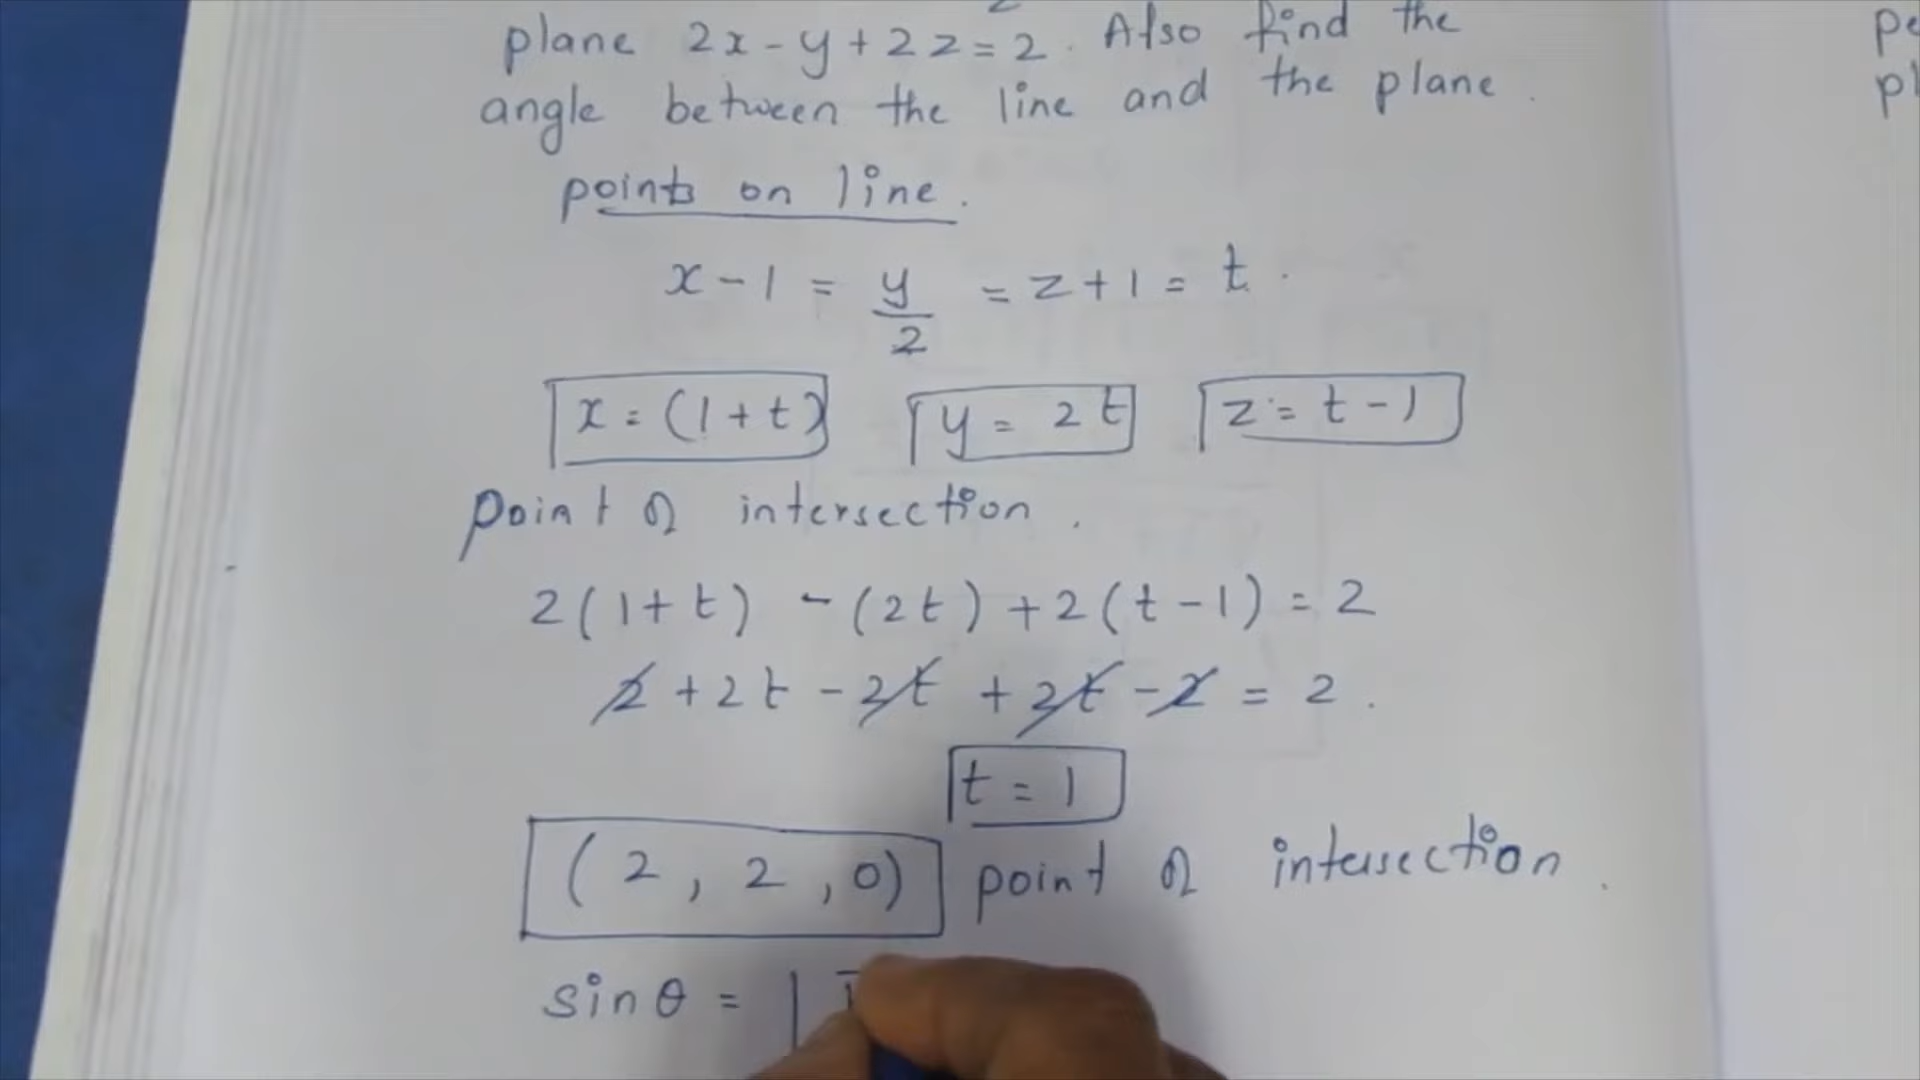 plane 2x - y + 2z = 2. Also find the
angle between the line and the plane.
points on line.
x - 1 = y/2 = z + 1 = t.
x = (1 + t) y = 2t z = t - 1
point of intersection.
2(1 + t) - (2t) + 2(t - 1) = 2
2 + 2t - 2t + 2t - 2 = 2.
t = 1
(2, 2, 0) point of intersection.
sin θ = |
pe
pl